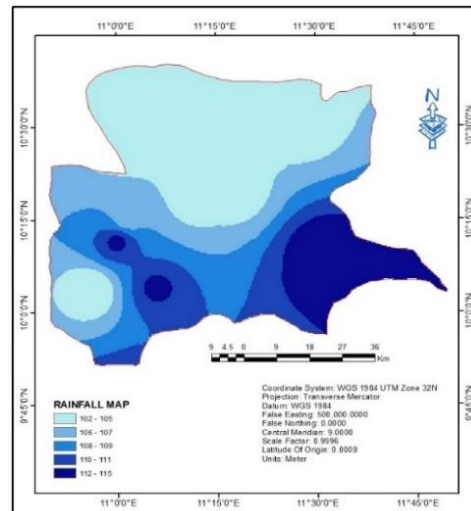 11°0'0"E 11°15'0"E 11°30'0"E 11°45'0"E
N
10°30'0"N 10°30'0"N
10°15'0"N 10°15'0"N
10°0'0"N 10°0'0"N
9°45'0"N 9°45'0"N
9 4.5 0 9 18 27 36
Km
RAINFALL MAP
102 - 105
106 - 107
108 - 109
110 - 111
112 - 115
Coordinate System: WGS 1984 UTM Zone 32N
Projection: Transverse Mercator
Datum: WGS 1984
False Easting: 500,000.0000
False Northing: 0.0000
Central Meridian: 9.0000
Scale Factor: 0.9996
Latitude Of Origin: 0.0000
Units: Meter
11°0'0"E 11°15'0"E 11°30'0"E 11°45'0"E